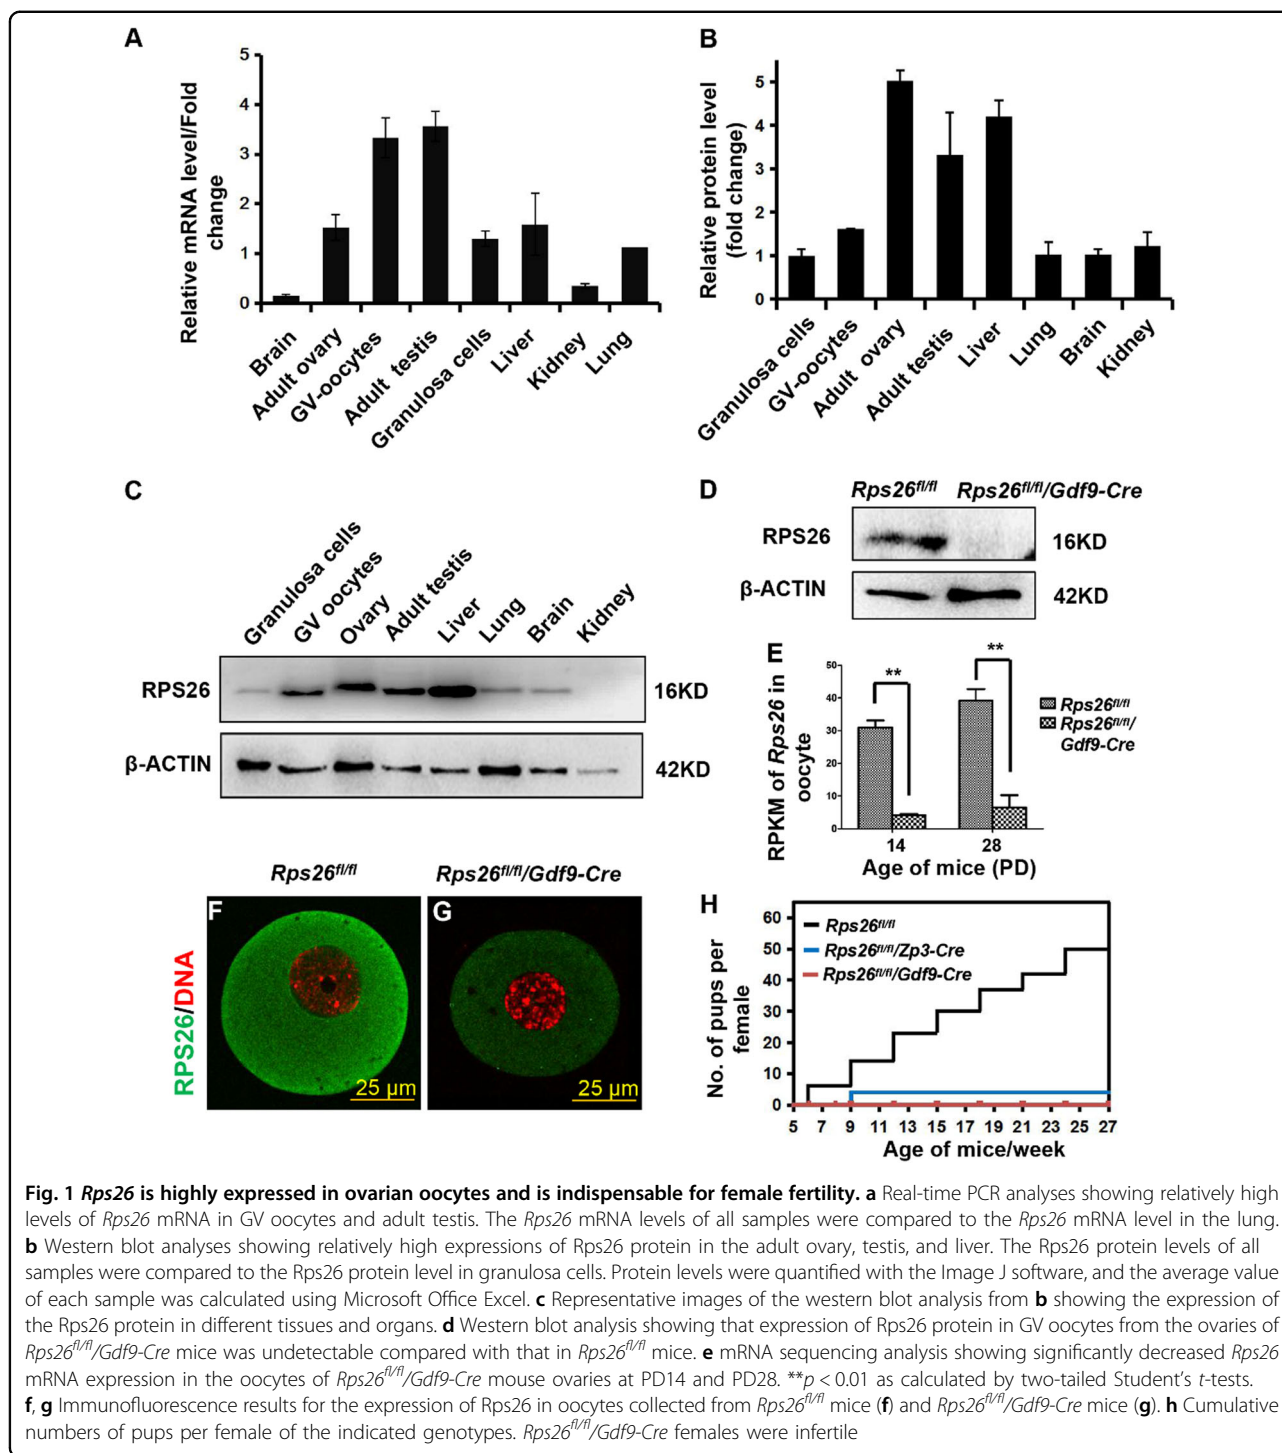 A
Relative mRNA level/Fold
change
5
4
3
2
1
0
Brain
Adult ovary
GV-oocytes
Adult testis
Granulosa cells
Liver
Kidney
Lung
B
Relative protein level
(fold change)
5
4
3
2
1
0
Granulosa cells
GV-oocytes
Adult ovary
Adult testis
Liver
Lung
Brain
Kidney
C
Granulosa cells
GV oocytes
Ovary
Adult testis
Liver
Lung
Brain
Kidney
RPS26
16KD
β-ACTIN
42KD
D
Rps26fl/fl
Rps26fl/fl/Gdf9-Cre
RPS26
16KD
β-ACTIN
42KD
E
RPKM of Rps26 in
oocyte
50
40
30
20
10
0
**
**
14
28
Age of mice (PD)
Rps26fl/fl
Rps26fl/fl/
Gdf9-Cre
Rps26fl/fl
Rps26fl/fl/Gdf9-Cre
RPS26/DNA
F
25 μm
G
25 μm
H
No. of pups per
female
60
50
40
30
20
10
0
Rps26fl/fl
Rps26fl/fl/Zp3-Cre
Rps26fl/fl/Gdf9-Cre
5 7 9 11 13 15 17 19 21 23 25 27
Age of mice/week
Fig. 1 Rps26 is highly expressed in ovarian oocytes and is indispensable for female fertility. a Real-time PCR analyses showing relatively high
levels of Rps26 mRNA in GV oocytes and adult testis. The Rps26 mRNA levels of all samples were compared to the Rps26 mRNA level in the lung.
b Western blot analyses showing relatively high expressions of Rps26 protein in the adult ovary, testis, and liver. The Rps26 protein levels of all
samples were compared to the Rps26 protein level in granulosa cells. Protein levels were quantified with the Image J software, and the average value
of each sample was calculated using Microsoft Office Excel. c Representative images of the western blot analysis from b showing the expression of
the Rps26 protein in different tissues and organs. d Western blot analysis showing that expression of Rps26 protein in GV oocytes from the ovaries of
Rps26fl/fl/Gdf9-Cre mice was undetectable compared with that in Rps26fl/fl mice. e mRNA sequencing analysis showing significantly decreased Rps26
mRNA expression in the oocytes of Rps26fl/fl/Gdf9-Cre mouse ovaries at PD14 and PD28. **p < 0.01 as calculated by two-tailed Student's t-tests.
f, g Immunofluorescence results for the expression of Rps26 in oocytes collected from Rps26fl/fl mice (f) and Rps26fl/fl/Gdf9-Cre mice (g). h Cumulative
numbers of pups per female of the indicated genotypes. Rps26fl/fl/Gdf9-Cre females were infertile